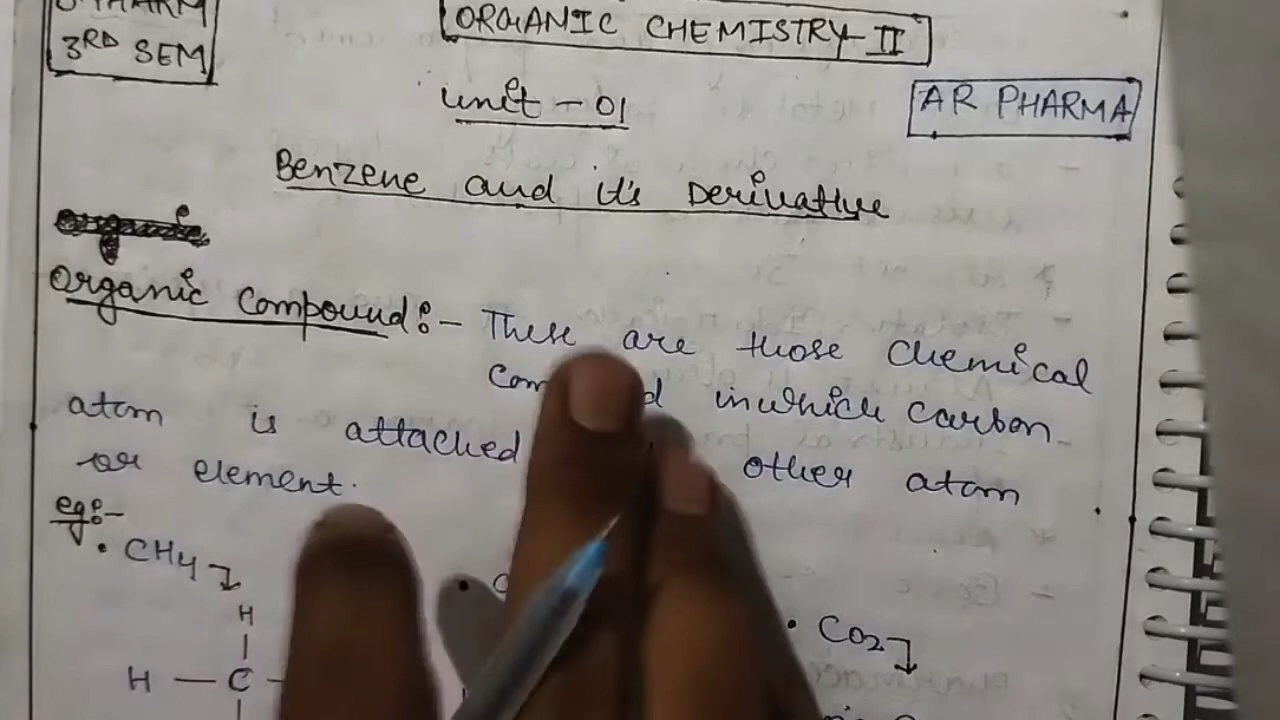 3RD SEM
ORGANIC CHEMISTRY-II
Unit - 01
AR PHARMA
Benzene and it's Derivative
Organic Compound:- These are those chemical
in which carbon
atom is attached other atom
or element.
eg:-
• CH4
• CO2
H
H - C -